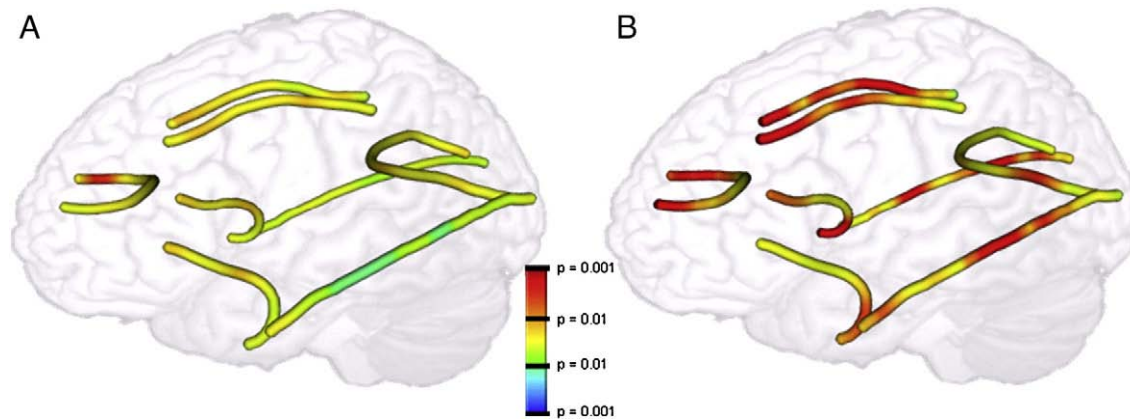 A
B
p = 0.001
p = 0.01
p = 0.01
p = 0.001